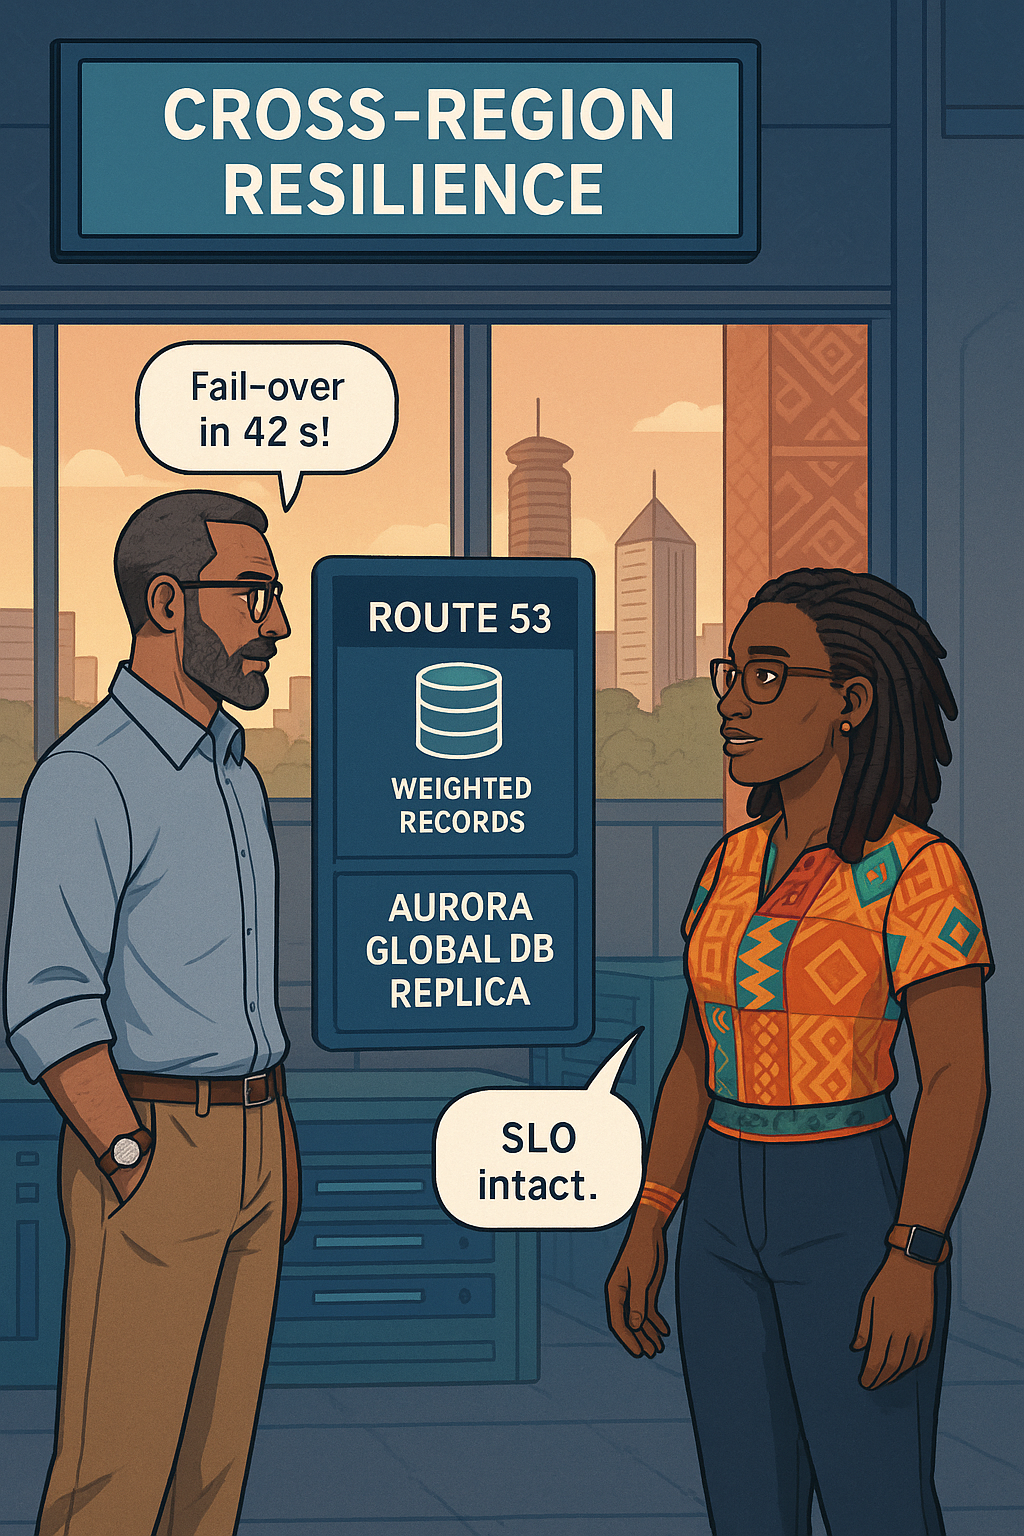 CROSS-REGION
RESILIENCE
Fail-over
in 42 s!
ROUTE 53
WEIGHTED
RECORDS
AURORA
GLOBAL DB
REPLICA
SLO
intact.